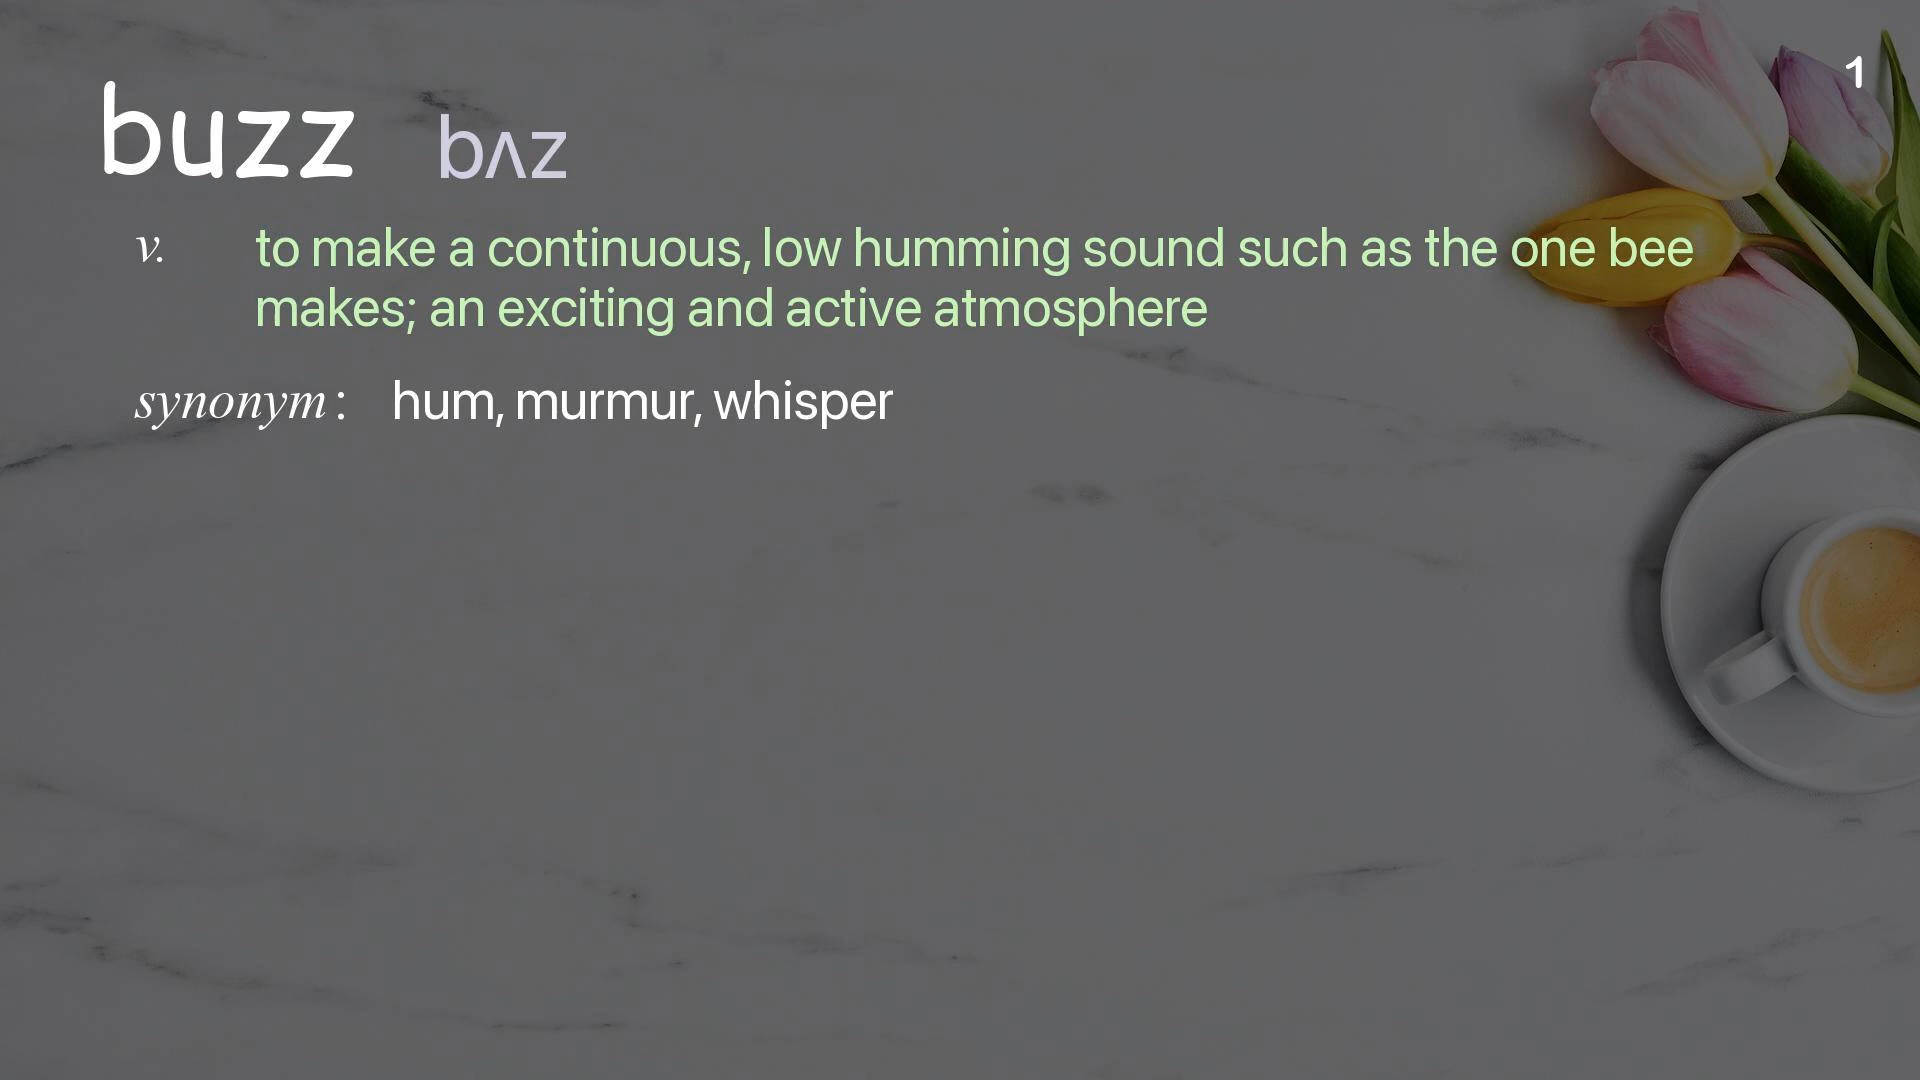 1
buzz bʌz
v. to make a continuous, low humming sound such as the one bee
makes; an exciting and active atmosphere
synonym : hum, murmur, whisper